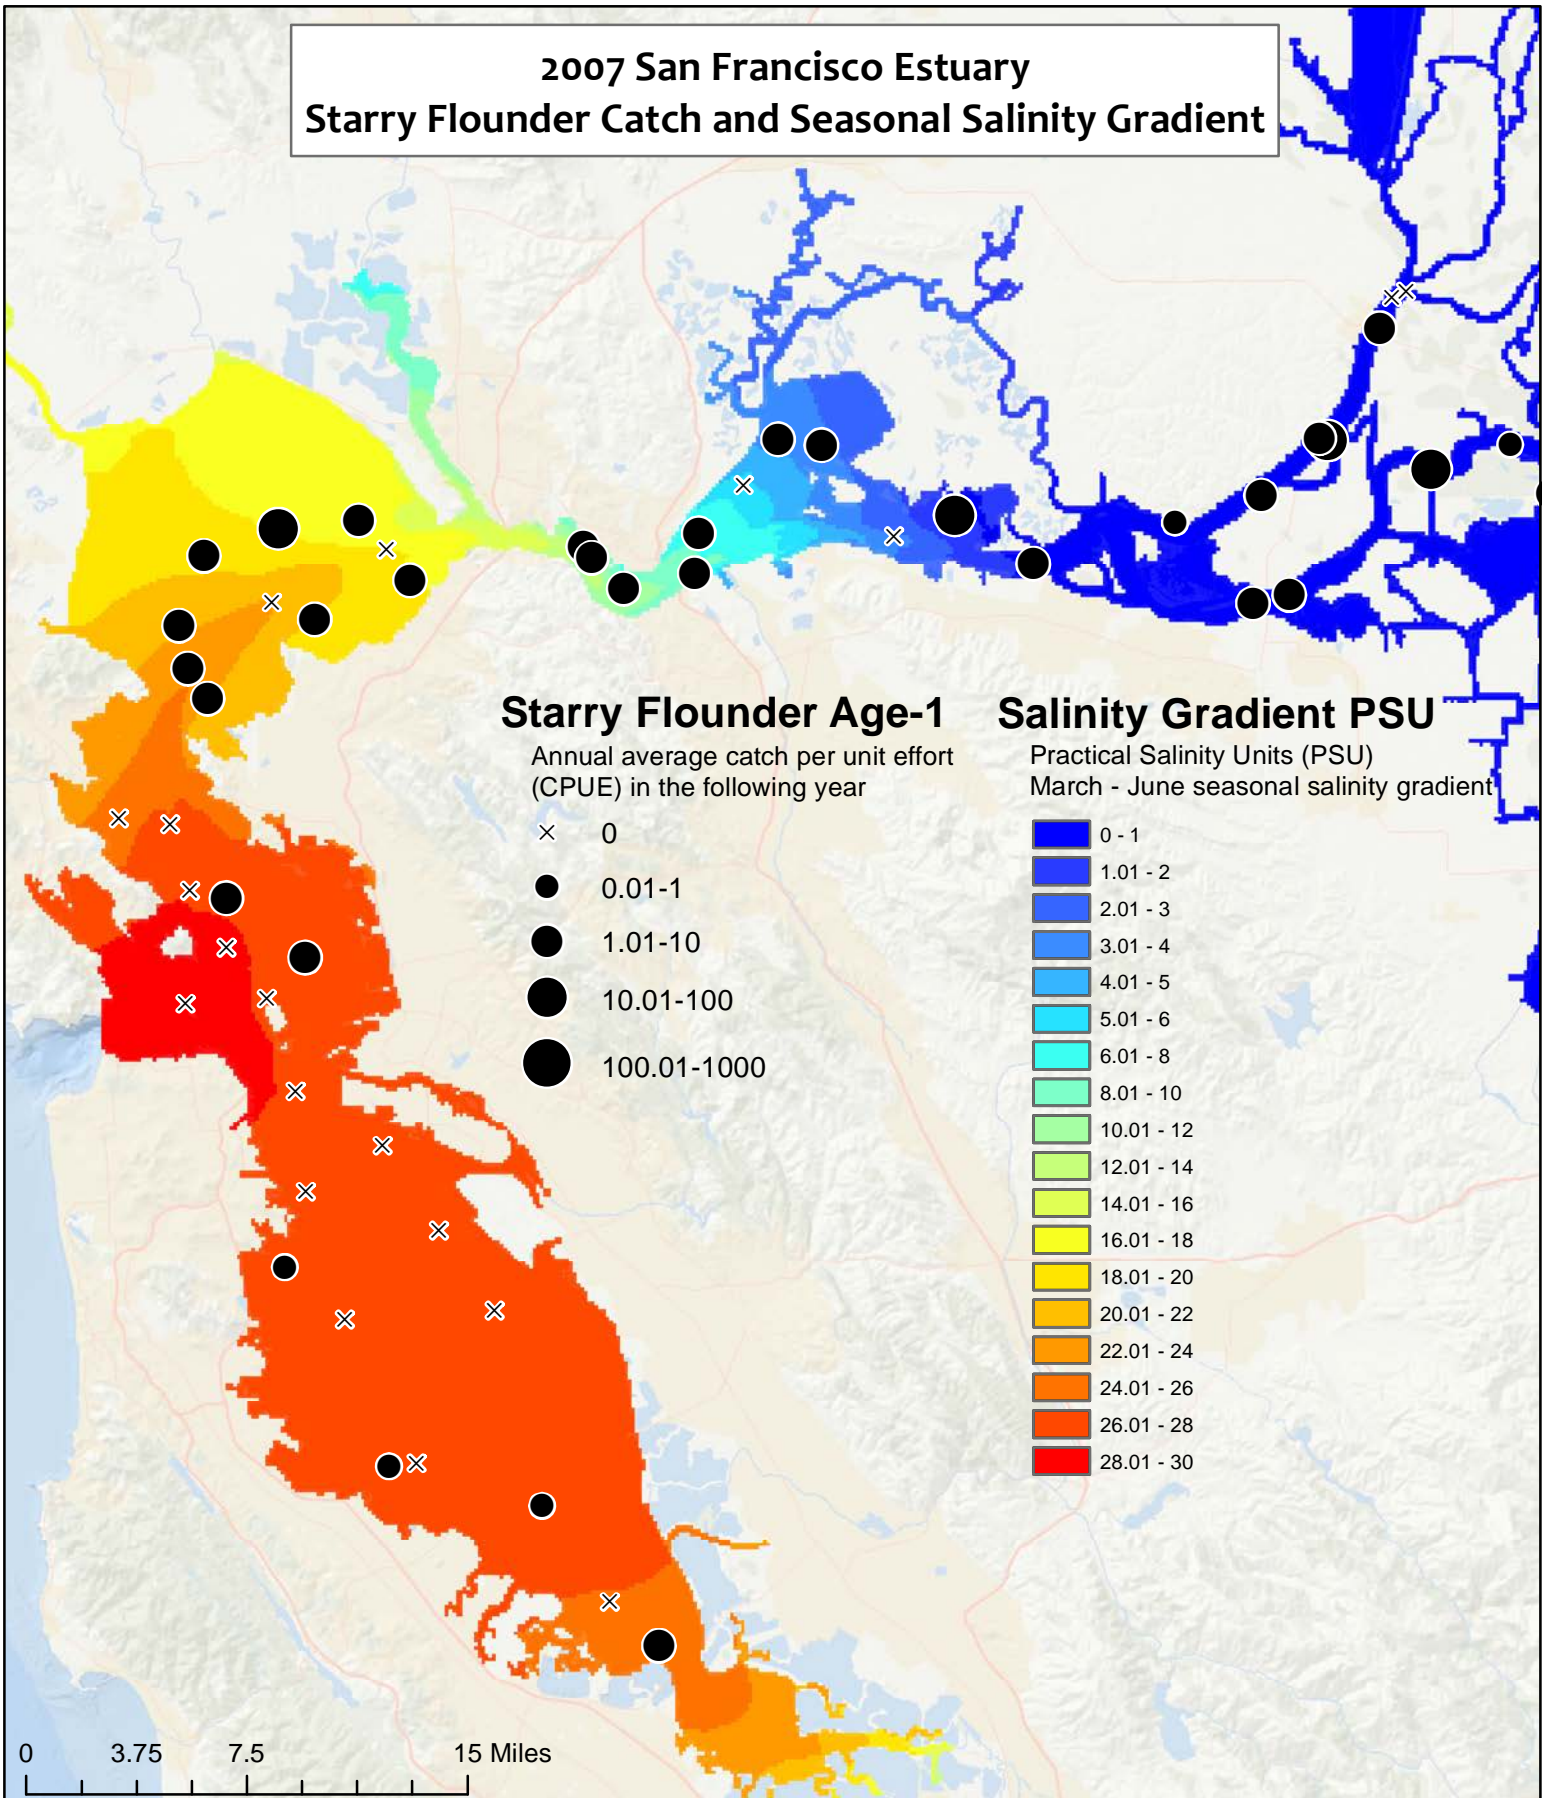 2007 San Francisco Estuary
Starry Flounder Catch and Seasonal Salinity Gradient
Starry Flounder Age-1
Annual average catch per unit effort
(CPUE) in the following year
0
0.01-1
1.01-10
10.01-100
100.01-1000
Salinity Gradient PSU
Practical Salinity Units (PSU)
March - June seasonal salinity gradient
0 - 1
1.01 - 2
2.01 - 3
3.01 - 4
4.01 - 5
5.01 - 6
6.01 - 8
8.01 - 10
10.01 - 12
12.01 - 14
14.01 - 16
16.01 - 18
18.01 - 20
20.01 - 22
22.01 - 24
24.01 - 26
26.01 - 28
28.01 - 30
0 3.75 7.5 15 Miles